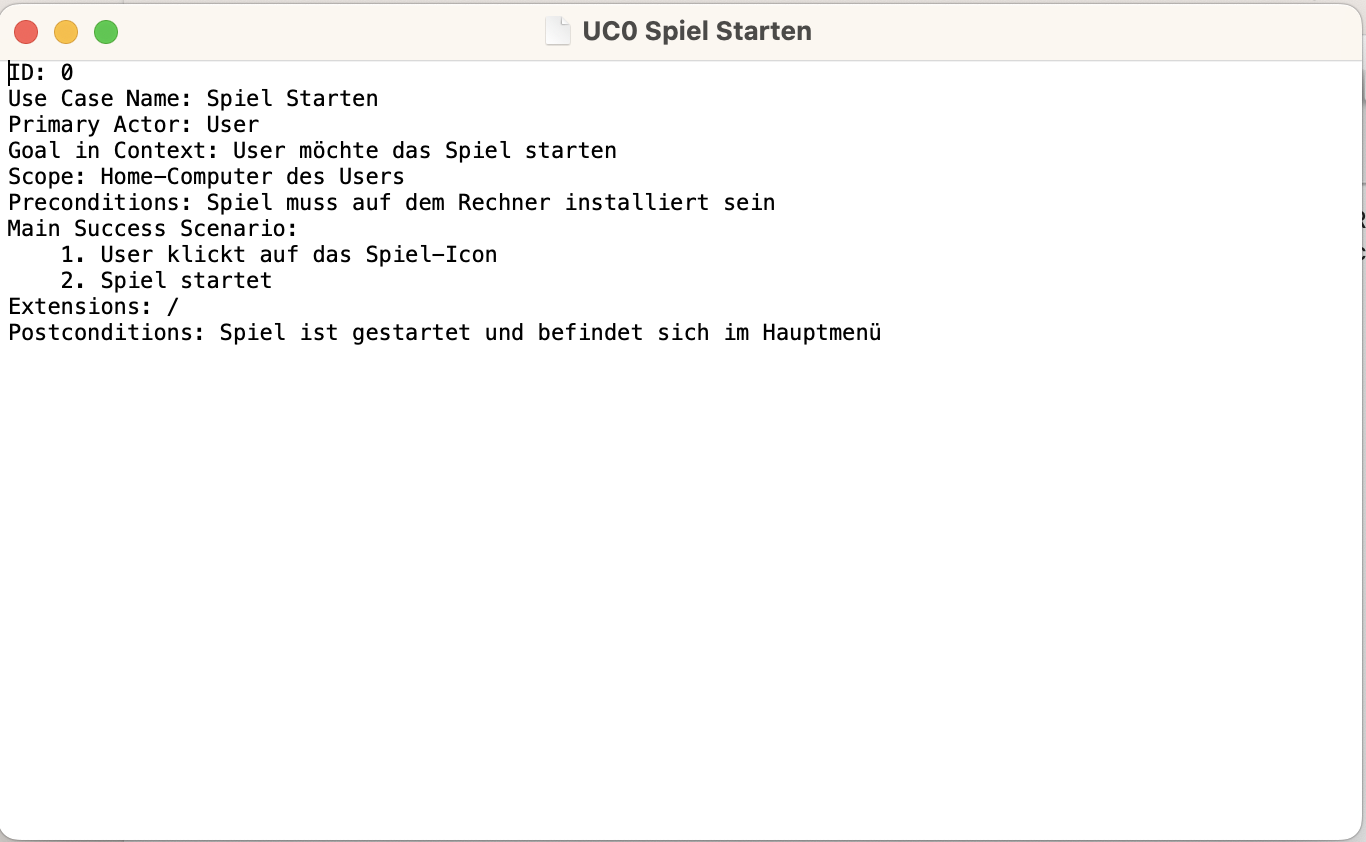 UC0 Spiel Starten
ID: 0
Use Case Name: Spiel Starten
Primary Actor: User
Goal in Context: User möchte das Spiel starten
Scope: Home-Computer des Users
Preconditions: Spiel muss auf dem Rechner installiert sein
Main Success Scenario:
1. User klickt auf das Spiel-Icon
2. Spiel startet
Extensions: /
Postconditions: Spiel ist gestartet und befindet sich im Hauptmenü